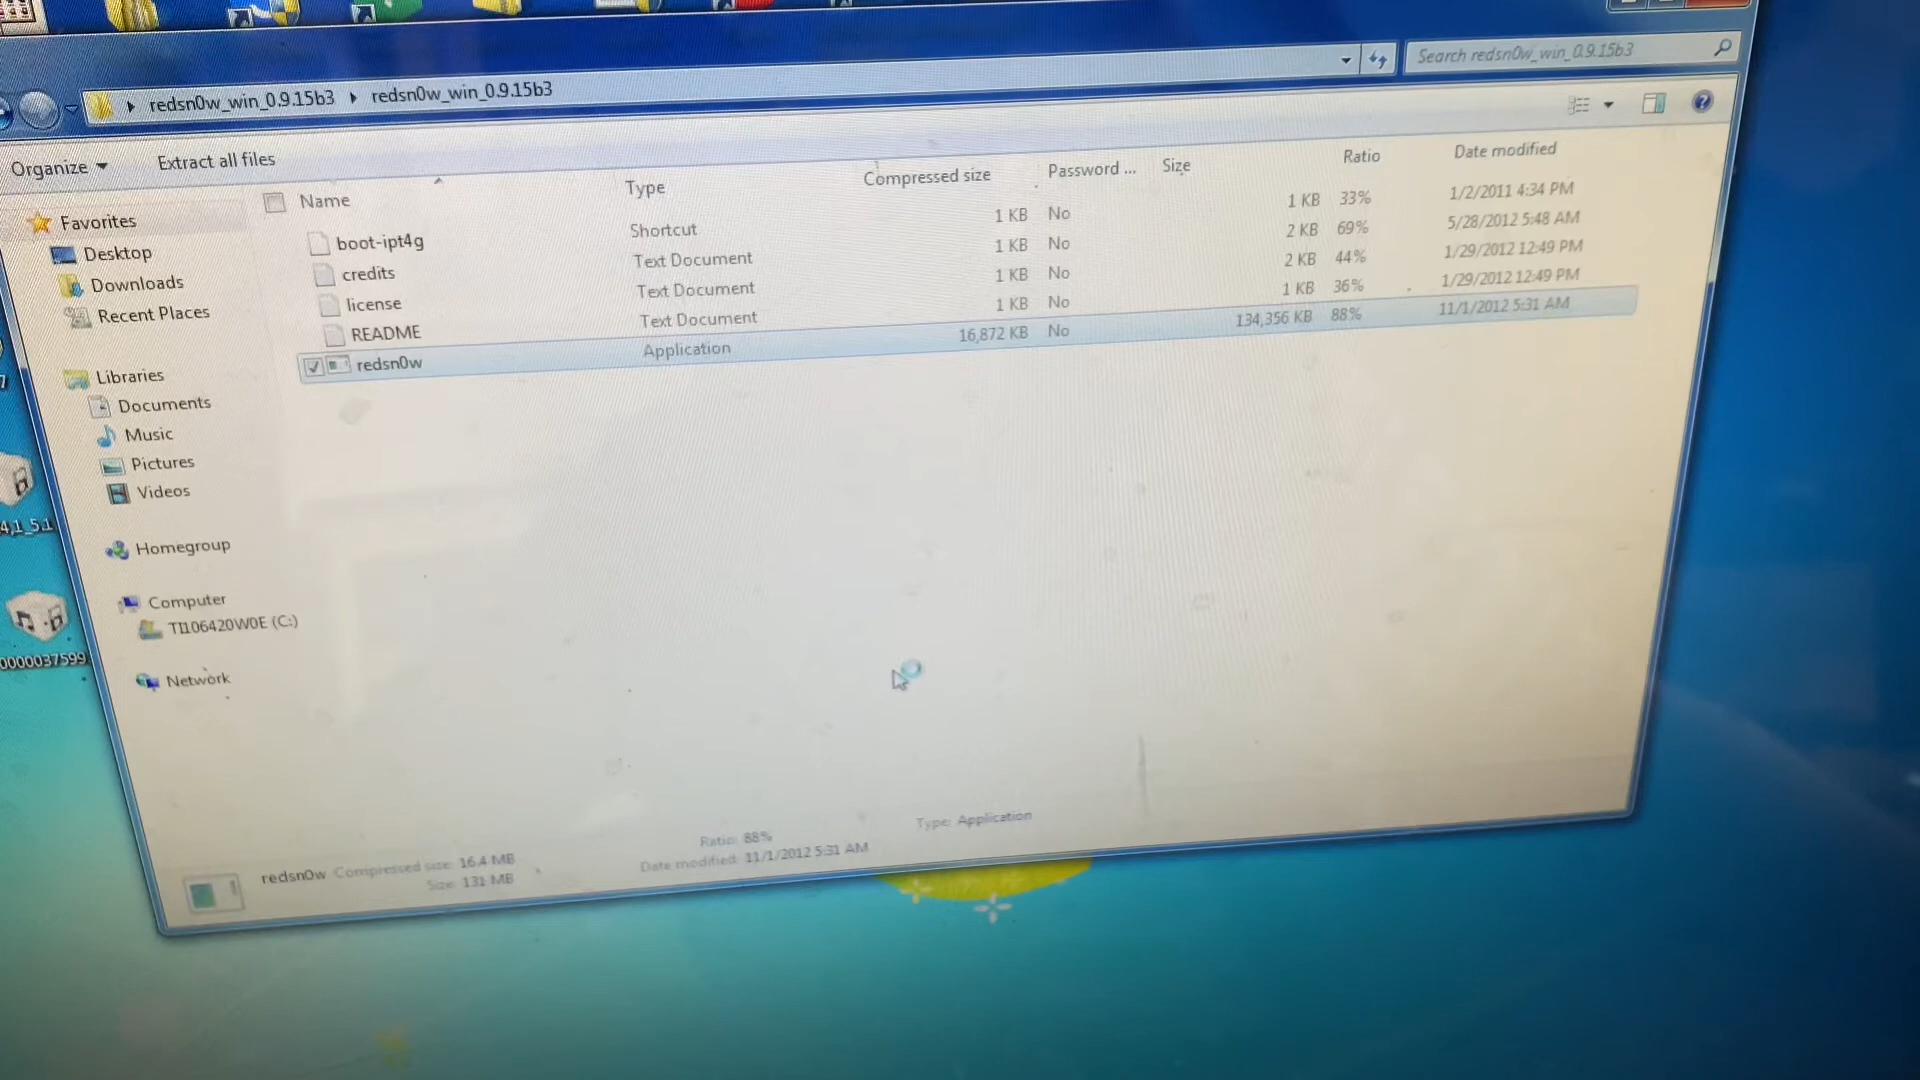 Search redsn0w_win_0.9.15b3
redsn0w_win_0.9.15b3 redsn0w_win_0.9.15b3
Organize Extract all files
Name Type Compressed size Password ... Size Ratio Date modified
boot-ipt4g Shortcut 1 KB No 1 KB 33% 1/2/2011 4:34 PM
credits Text Document 1 KB No 2 KB 69% 5/28/2012 5:48 AM
license Text Document 1 KB No 2 KB 44% 1/29/2012 12:49 PM
README Text Document 1 KB No 1 KB 36% 1/29/2012 12:49 PM
redsn0w Application 16,872 KB No 134,356 KB 88% 11/1/2012 5:31 AM
Favorites
Desktop
Downloads
Recent Places
Libraries
Documents
Music
Pictures
Videos
Homegroup
Computer
TI106420W0E (C:)
Network
7
4,1_5.1
0000037599
redsn0w Compressed size: 16.4 MB Ratio: 88% Type: Application
Size: 131 MB Date modified: 11/1/2012 5:31 AM